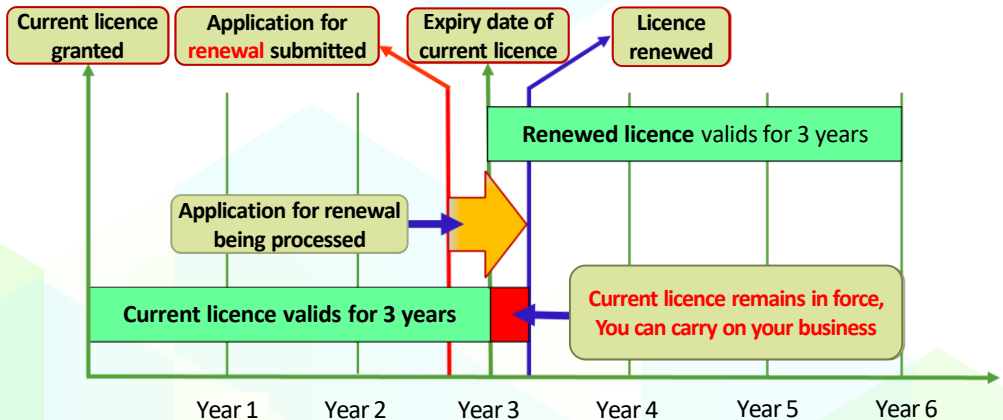 Current licence
granted
Application for
renewal submitted
Expiry date of
current licence
Licence
renewed
Renewed licence valids for 3 years
Application for renewal
being processed
Current licence valids for 3 years
Current licence remains in force,
You can carry on your business
Year 1
Year 2
Year 3
Year 4
Year 5
Year 6